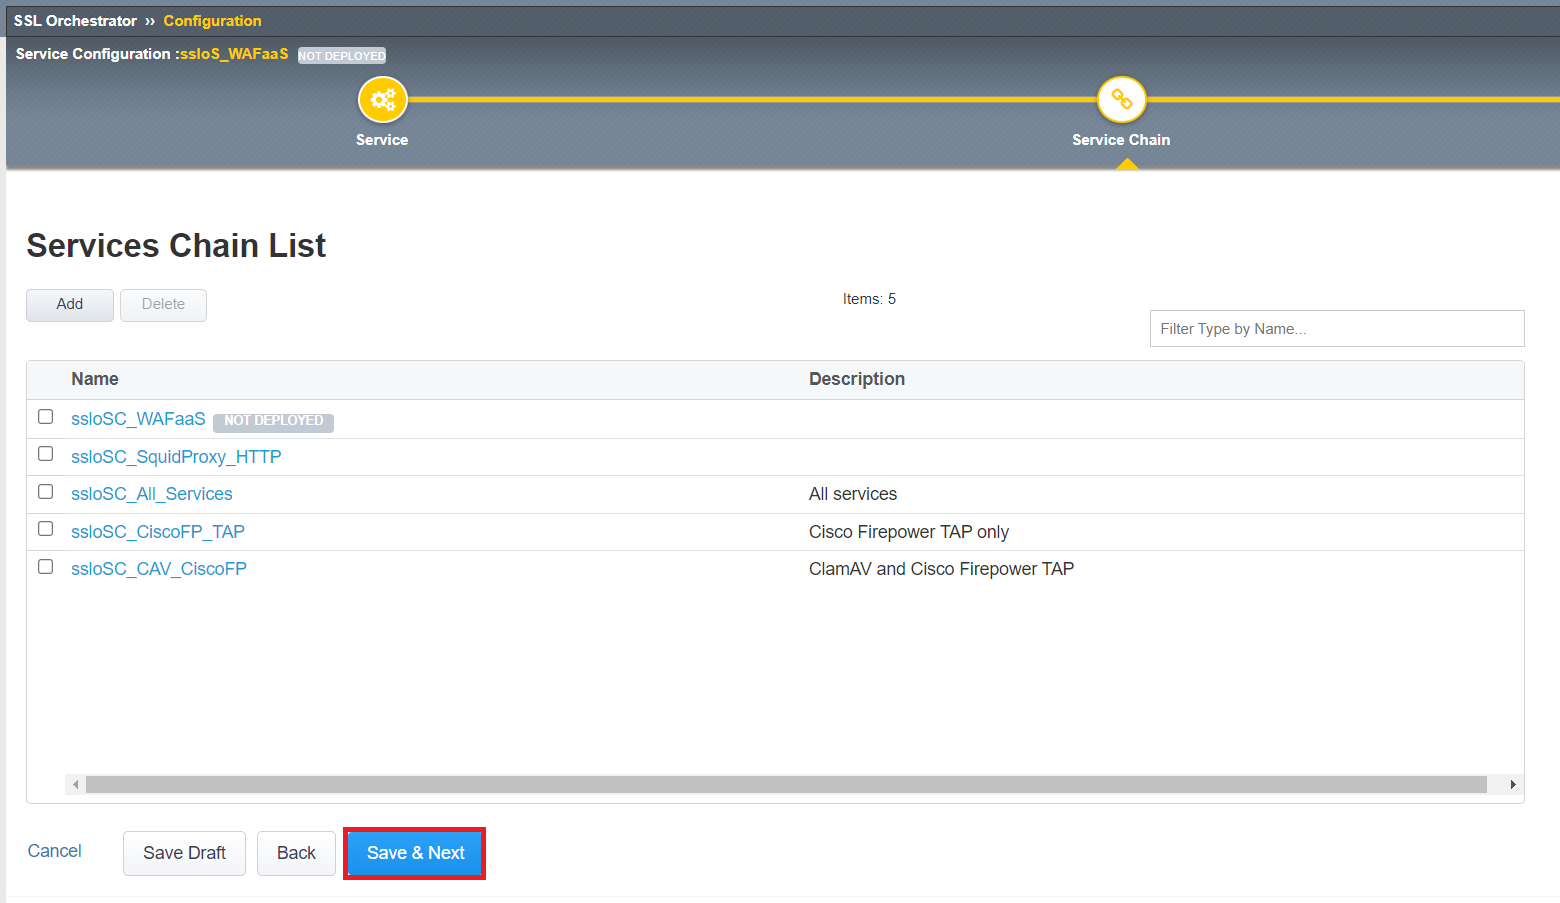 SSL Orchestrator ›› Configuration
Service Configuration :ssloS_WAFaaS NOT DEPLOYED
Service
Service Chain
Services Chain List
Add
Delete
Items: 5
Filter Type by Name...
Name Description
ssloSC_WAFaaS NOT DEPLOYED
ssloSC_SquidProxy_HTTP
ssloSC_All_Services All services
ssloSC_CiscoFP_TAP Cisco Firepower TAP only
ssloSC_CAV_CiscoFP ClamAV and Cisco Firepower TAP
Cancel Save Draft Back Save & Next